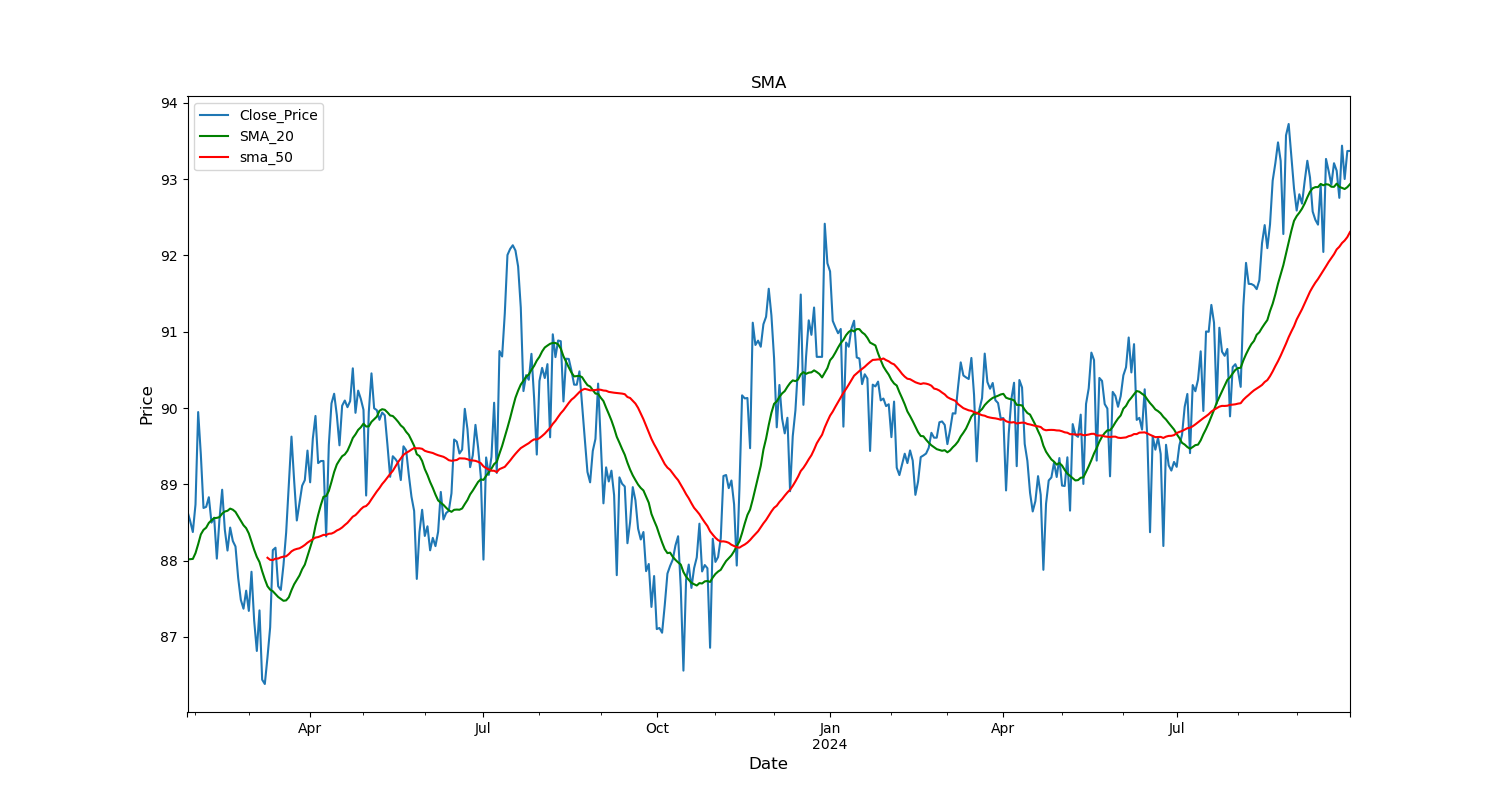 SMA
Close_Price
SMA_20
sma_50
94
93
92
91
90
89
88
87
Price
Apr
Jul
Oct
Jan
2024
Apr
Jul
Date